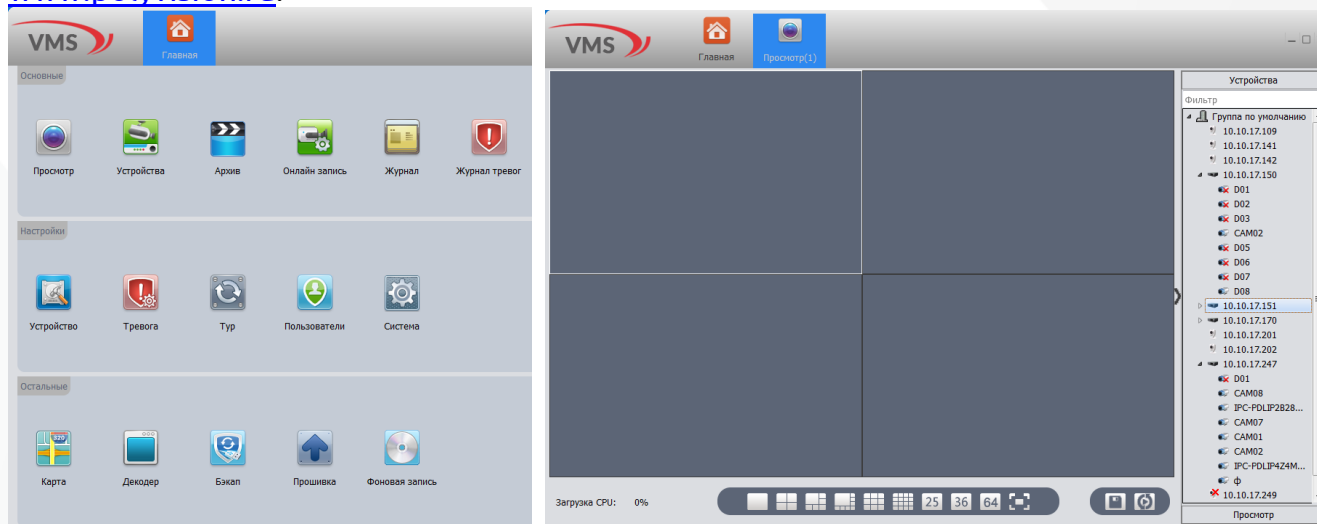 VMS
Главная
Основные
Просмотр
Устройства
Архив
Онлайн запись
Журнал
Журнал тревог
Настройки
Устройство
Тревога
Тур
Пользователи
Система
Остальные
Карта
Декодер
Бэкап
Прошивка
Фоновая запись
VMS
Главная
Просмотр(1)
Устройства
Фильтр
Группа по умолчанию
10.10.17.109
10.10.17.141
10.10.17.142
10.10.17.150
D01
D02
D03
CAM02
D05
D06
D07
D08
10.10.17.151
10.10.17.170
10.10.17.201
10.10.17.202
10.10.17.247
D01
CAM08
IPC-PDLIP2B28...
CAM07
CAM01
CAM02
IPC-PDLIP4Z4M...
ф
10.10.17.249
Просмотр
Загрузка CPU: 0%
25 36 64